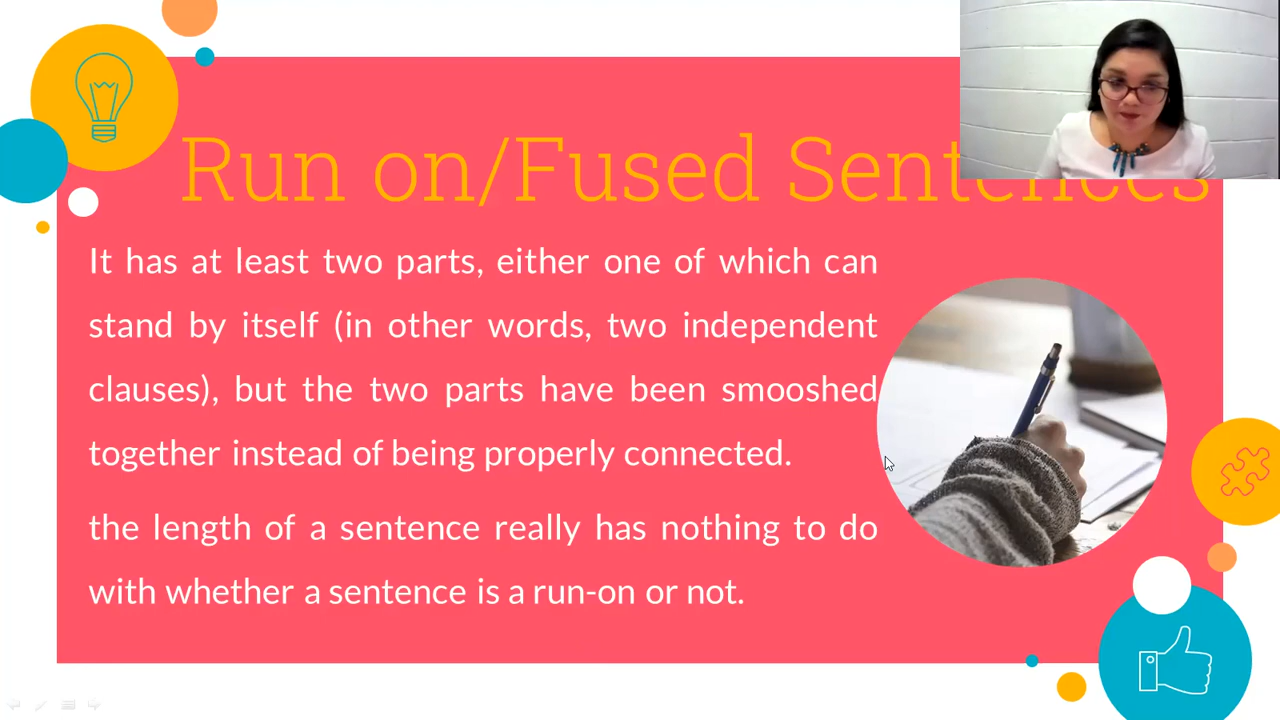 Run on/Fused Sentences
It has at least two parts, either one of which can
stand by itself (in other words, two independent
clauses), but the two parts have been smooshed
together instead of being properly connected.
the length of a sentence really has nothing to do
with whether a sentence is a run-on or not.